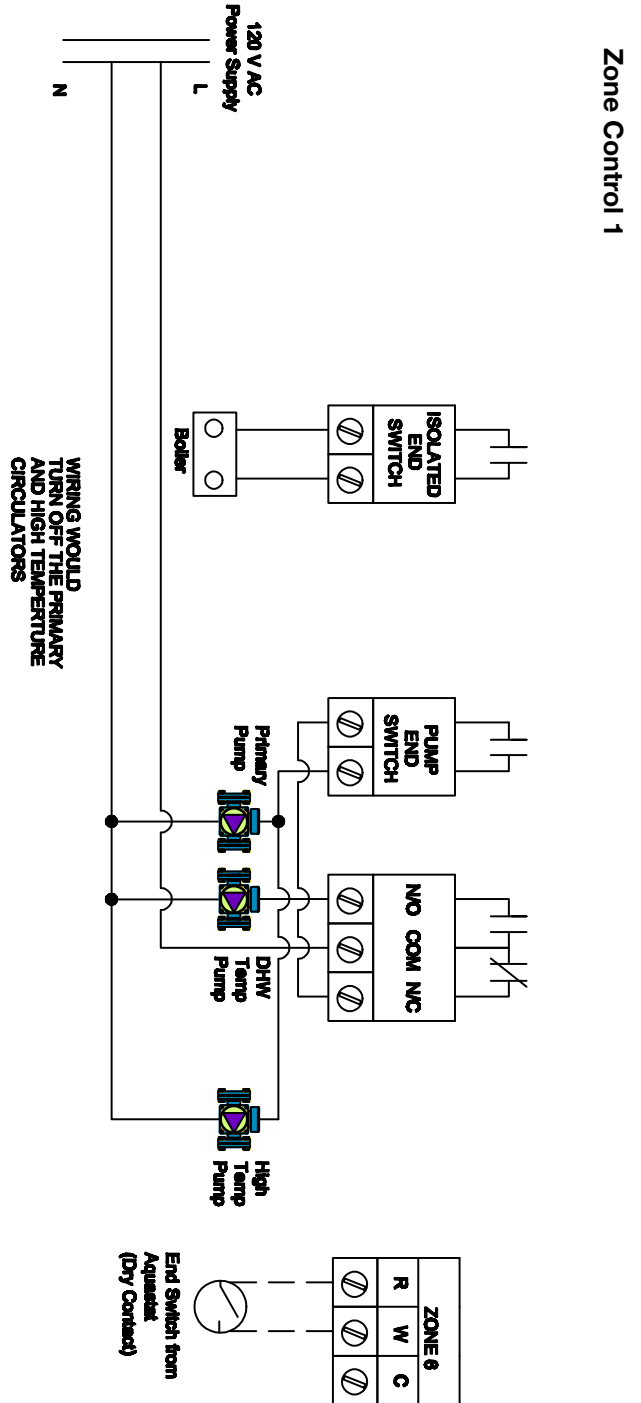 Zone Control 1
120 V AC
Power Supply
L
N
ISOLATED
END
SWITCH
Boiler
WIRING WOULD
TURN OFF THE PRIMARY
AND HIGH TEMPERTURE
CIRCULATORS
PUMP
END
SWITCH
Primary
Pump
N/O COM N/C
DHW
Temp
Pump
High
Temp
Pump
ZONE 6
R W C
End Switch from
Aquastat
(Dry Contact)